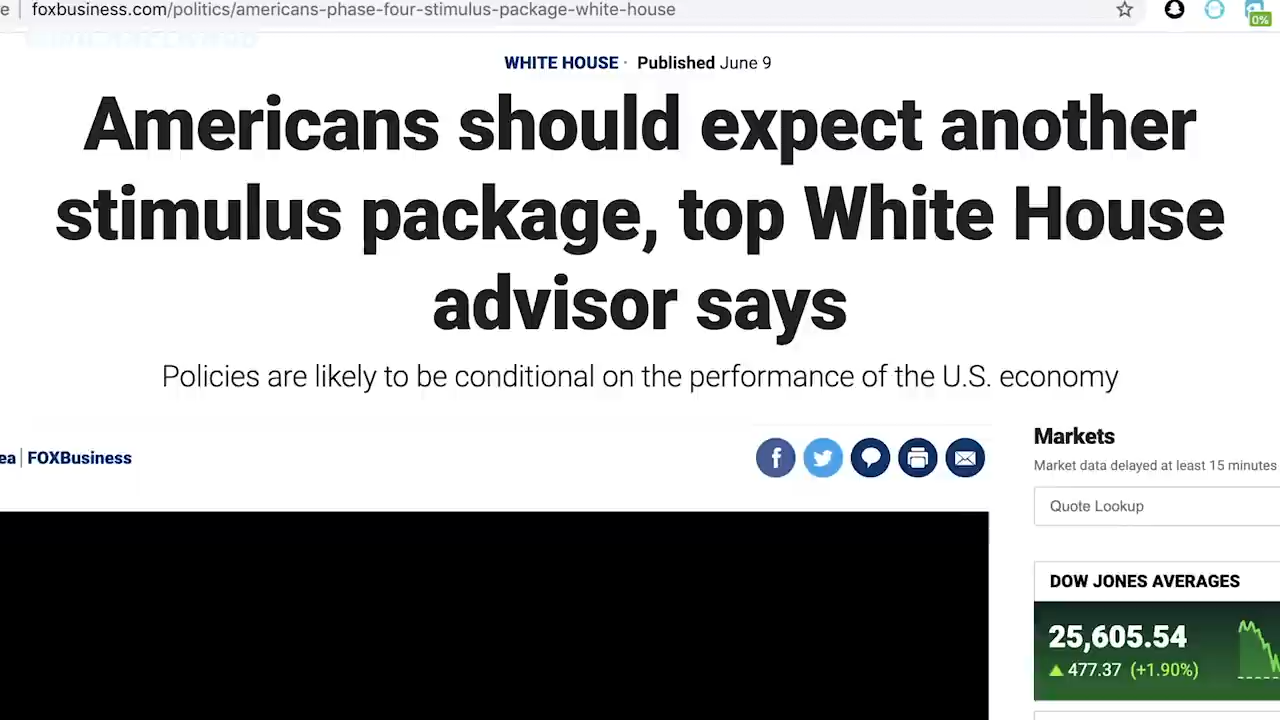 e foxbusiness.com/politics/americans-phase-four-stimulus-package-white-house
0%
WHITE HOUSE · Published June 9
Americans should expect another
stimulus package, top White House
advisor says
Policies are likely to be conditional on the performance of the U.S. economy
ea | FOXBusiness
Markets
Market data delayed at least 15 minutes
Quote Lookup
DOW JONES AVERAGES
25,605.54
▲ 477.37 (+1.90%)